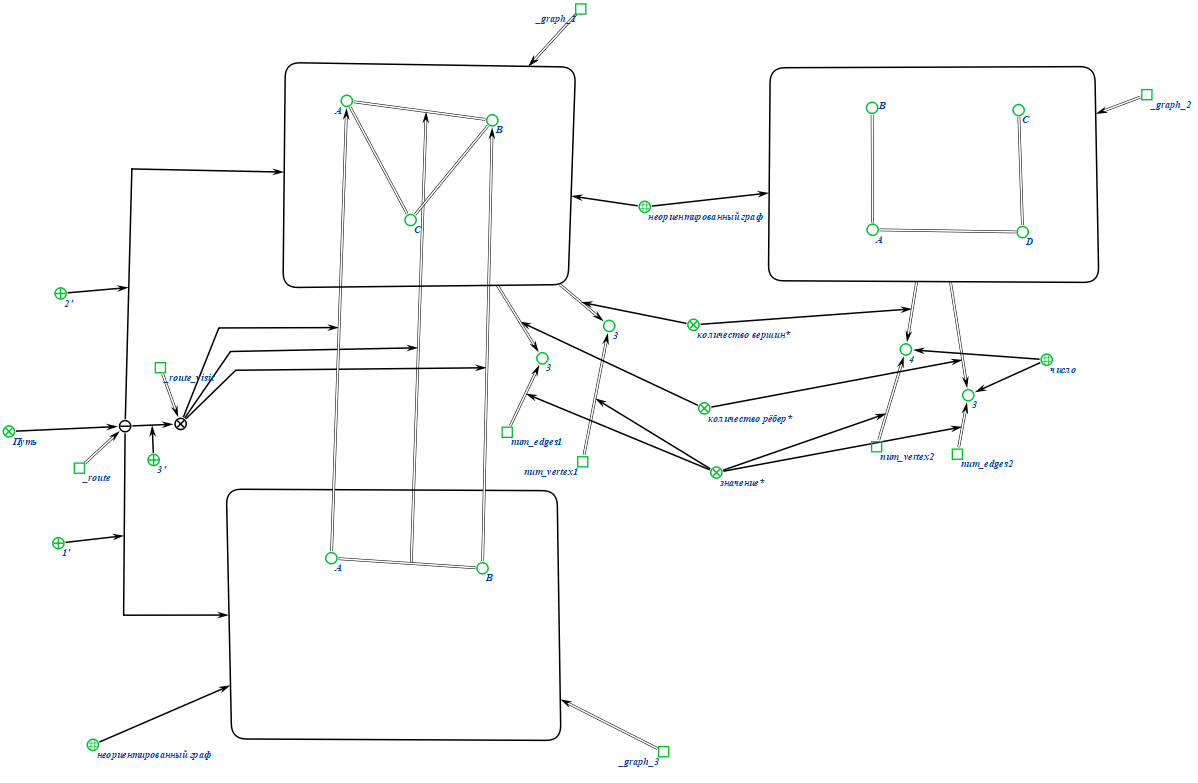 _graph_1
_graph_2
A
B
C
B
C
A
D
неориентированный граф
2'
3
количество вершин*
3
4
число
_route_visit
3
количество рёбер*
Путь
_route
3'
num_edges1
num_vertex1
значение*
num_vertex2
num_edges2
1'
A
B
неориентированный граф
_graph_3